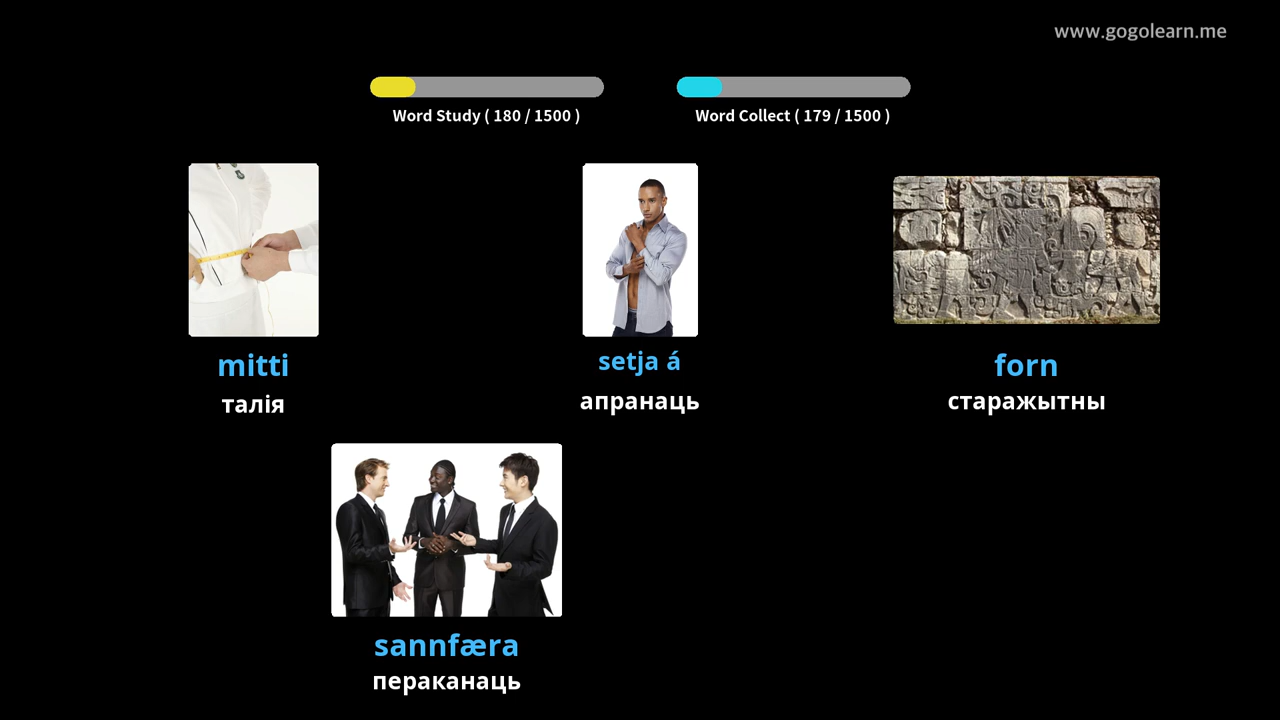 www.gogolearn.me
Word Study ( 180 / 1500 )
Word Collect ( 179 / 1500 )
mitti
талія
setja á
апранаць
forn
старажытны
sannfæra
пераканаць